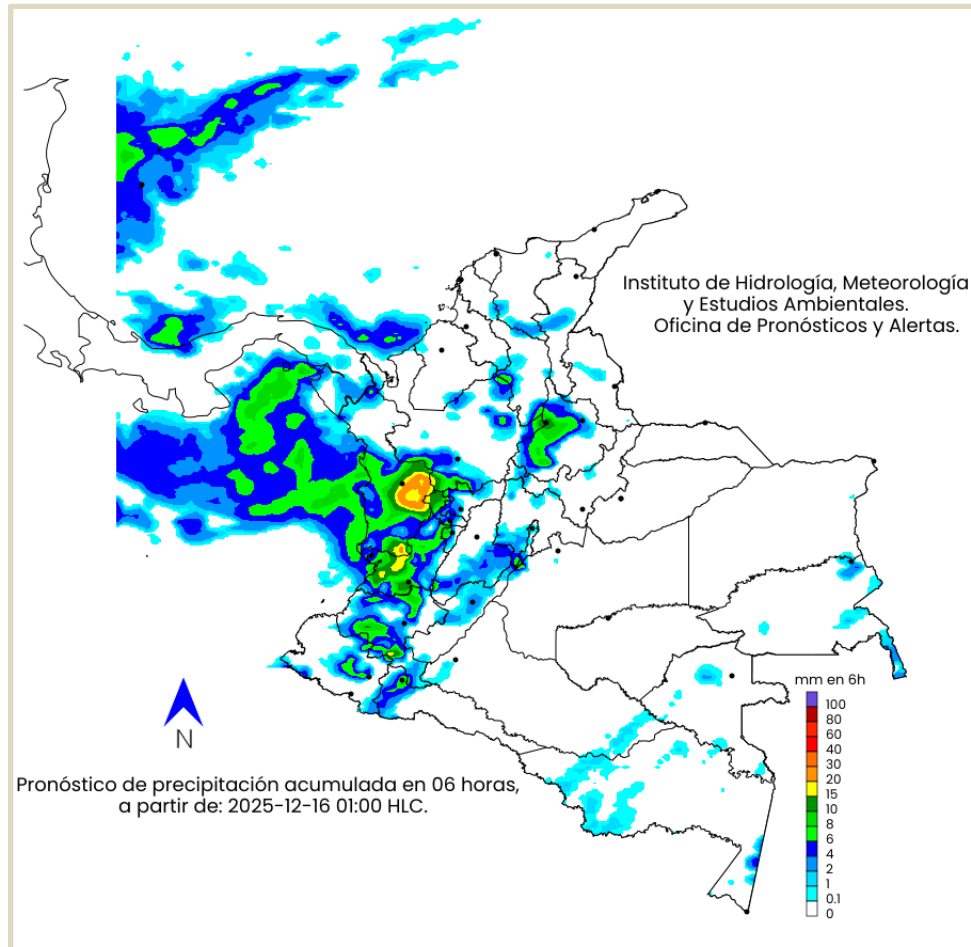 Instituto de Hidrología, Meteorología
y Estudios Ambientales.
Oficina de Pronósticos y Alertas.
mm en 6h
100
80
60
40
30
20
15
10
8
6
4
2
1
0.1
0
N
Pronóstico de precipitación acumulada en 06 horas,
a partir de: 2025-12-16 01:00 HLC.